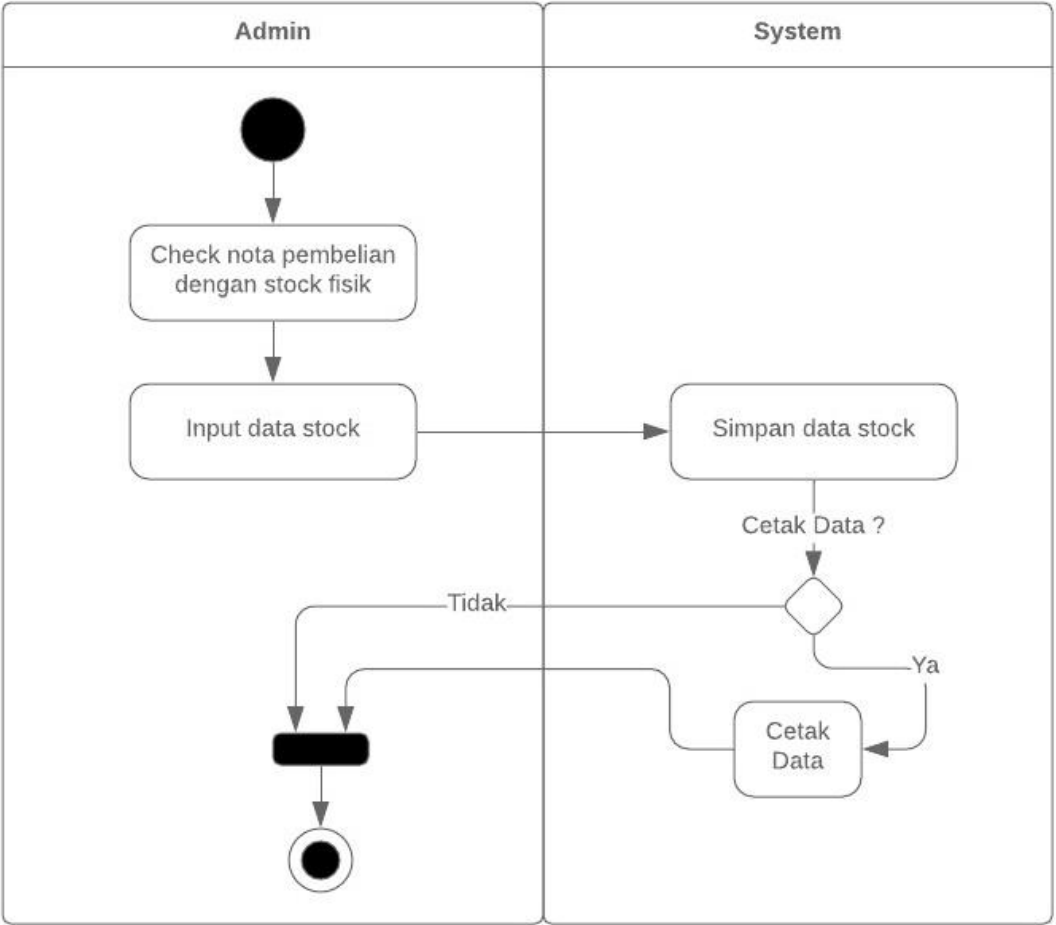 Admin
System
Check nota pembelian
dengan stock fisik
Input data stock
Simpan data stock
Cetak Data ?
Tidak
Ya
Cetak
Data